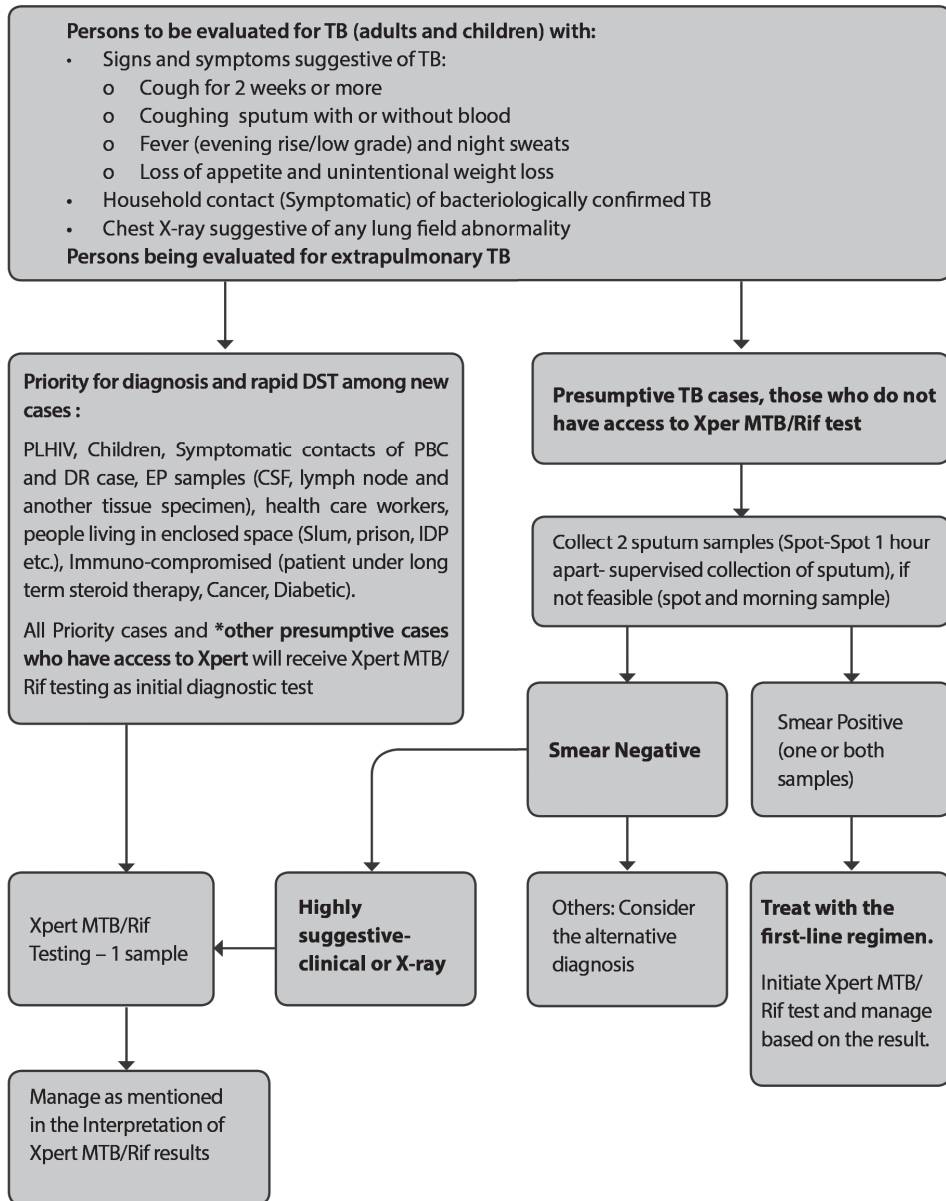 Persons to be evaluated for TB (adults and children) with:
• Signs and symptoms suggestive of TB:
o Cough for 2 weeks or more
o Coughing sputum with or without blood
o Fever (evening rise/low grade) and night sweats
o Loss of appetite and unintentional weight loss
• Household contact (Symptomatic) of bacteriologically confirmed TB
• Chest X-ray suggestive of any lung field abnormality
Persons being evaluated for extrapulmonary TB
Priority for diagnosis and rapid DST among new
cases :
PLHIV, Children, Symptomatic contacts of PBC
and DR case, EP samples (CSF, lymph node and
another tissue specimen), health care workers,
people living in enclosed space (Slum, prison, IDP
etc.), Immuno-compromised (patient under long
term steroid therapy, Cancer, Diabetic).
All Priority cases and *other presumptive cases
who have access to Xpert will receive Xpert MTB/
Rif testing as initial diagnostic test
Presumptive TB cases, those who do not
have access to Xper MTB/Rif test
Collect 2 sputum samples (Spot-Spot 1 hour
apart- supervised collection of sputum), if
not feasible (spot and morning sample)
Smear Negative
Smear Positive
(one or both
samples)
Xpert MTB/Rif
Testing – 1 sample
Highly
suggestive-
clinical or X-ray
Others: Consider
the alternative
diagnosis
Treat with the
first-line regimen.
Initiate Xpert MTB/
Rif test and manage
based on the result.
Manage as mentioned
in the Interpretation of
Xpert MTB/Rif results